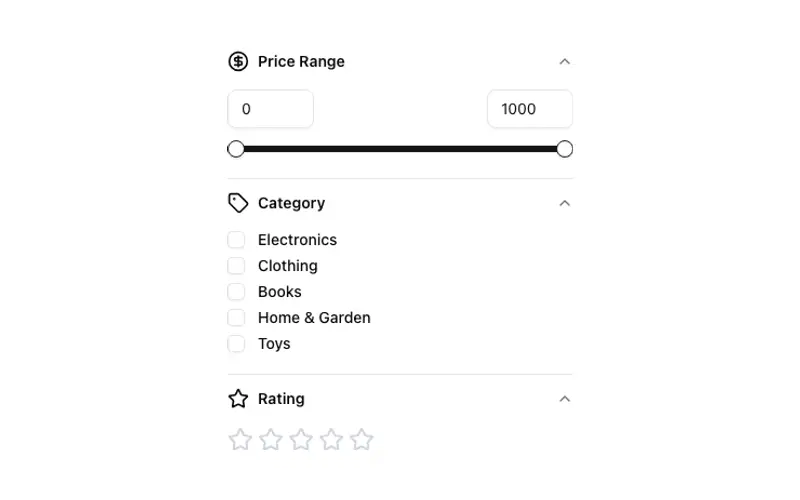 Price Range
0
1000
Category
Electronics
Clothing
Books
Home & Garden
Toys
Rating